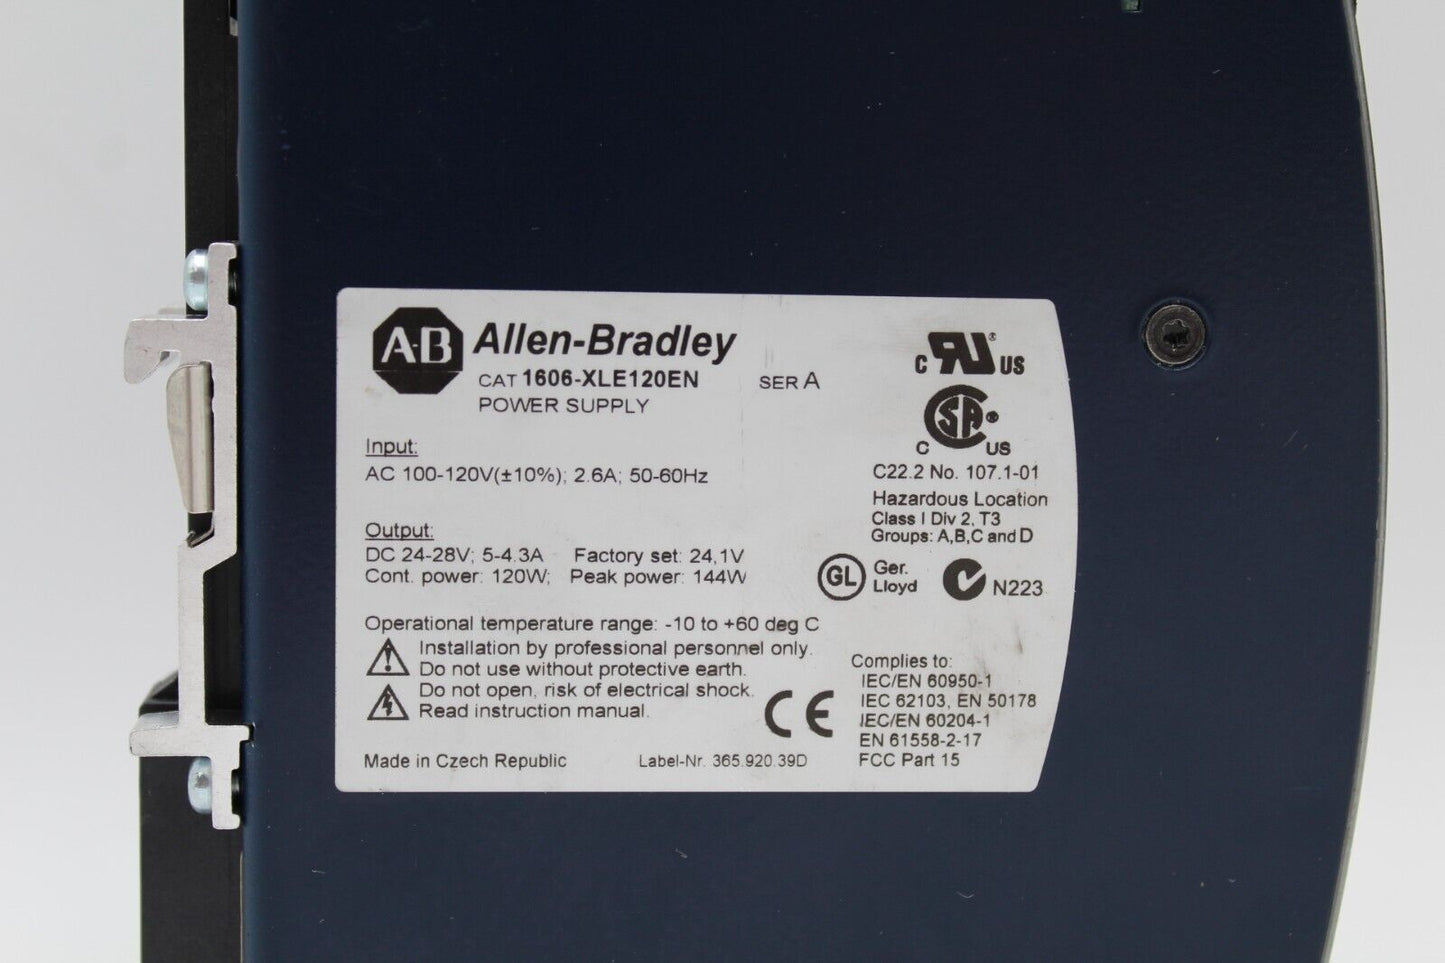 A-B Allen-Bradley
CAT 1606-XLE120EN SER A
POWER SUPPLY
Input:
AC 100-120V(±10%); 2.6A; 50-60Hz
Output:
DC 24-28V; 5-4.3A Factory set: 24,1V
Cont. power: 120W; Peak power: 144W
Operational temperature range: -10 to +60 deg C
Installation by professional personnel only.
Do not use without protective earth.
Do not open, risk of electrical shock.
Read instruction manual.
CE
Made in Czech Republic Label-Nr. 365.920.39D
C RU ® US
C SA ® US
C22.2 No. 107.1-01
Hazardous Location
Class I Div 2, T3
Groups: A,B,C and D
GL Ger.
Lloyd
N223
Complies to:
IEC/EN 60950-1
IEC 62103, EN 50178
IEC/EN 60204-1
EN 61558-2-17
FCC Part 15